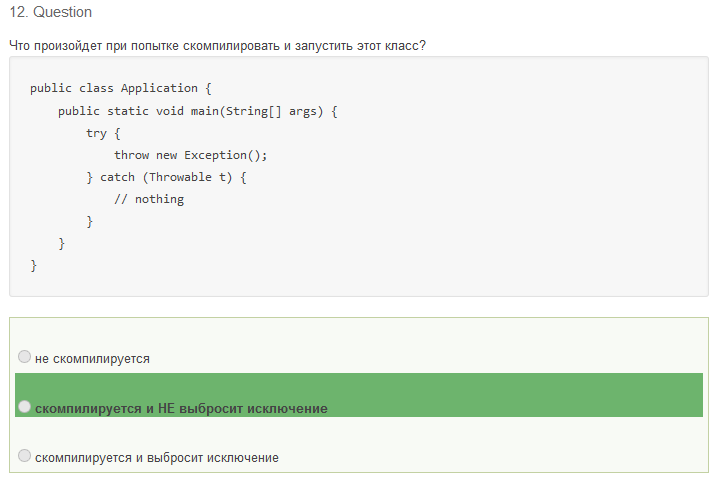 12. Question
Что произойдет при попытке скомпилировать и запустить этот класс?
public class Application {
    public static void main(String[] args) {
        try {
            throw new Exception();
        } catch (Throwable t) {
            // nothing
        }
    }
}
не скомпилируется
скомпилируется и НЕ выбросит исключение
скомпилируется и выбросит исключение